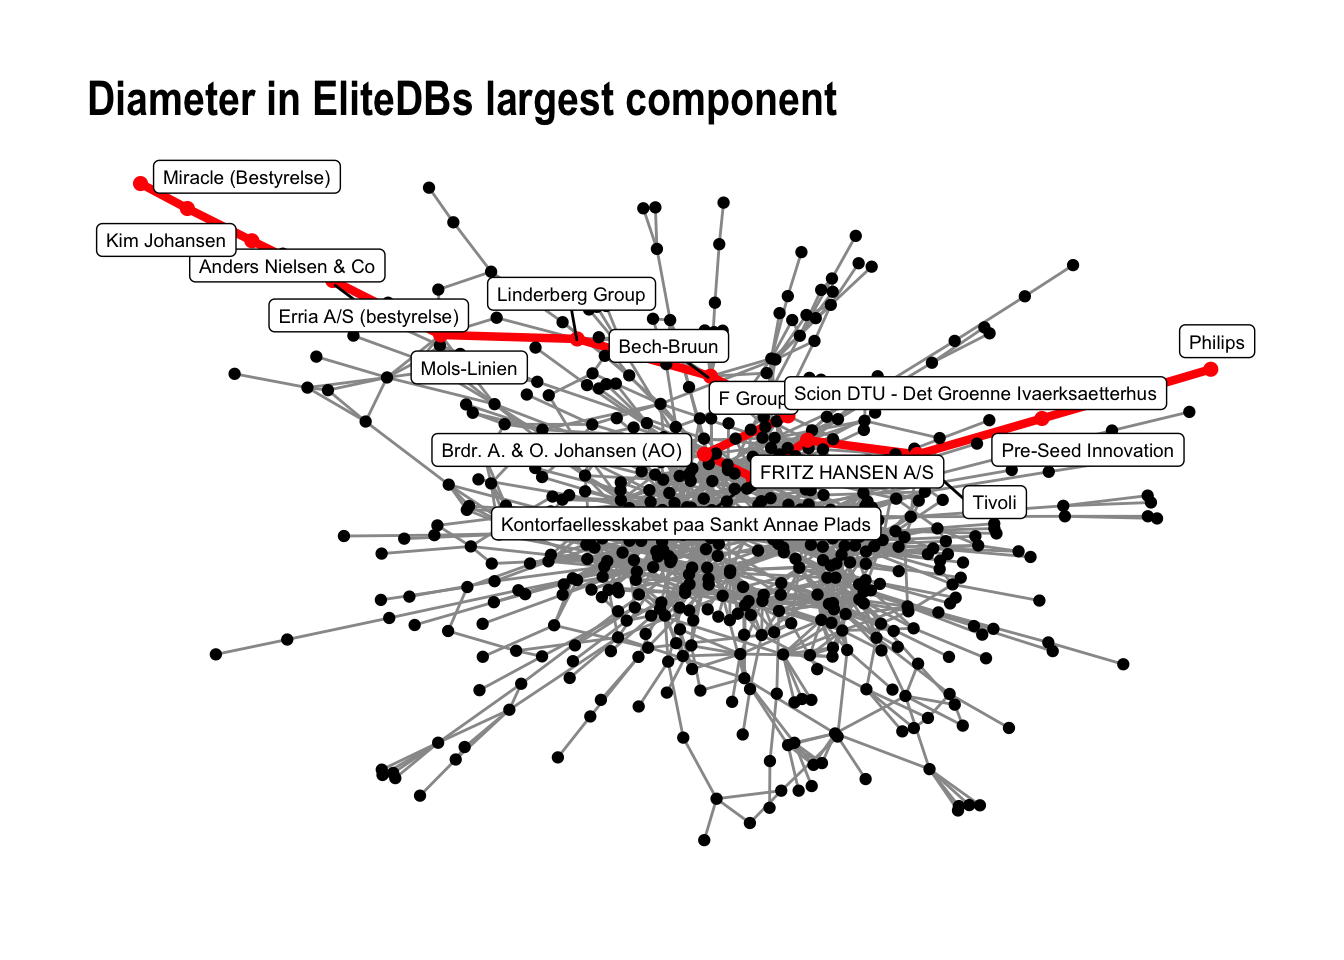 Diameter in EliteDBs largest component
Miracle (Bestyrelse)
Kim Johansen
Anders Nielsen & Co
Linderberg Group
Erria A/S (bestyrelse)
Philips
Bech-Bruun
Mols-Linien
F Group
Scion DTU - Det Groenne Ivaerksaetterhus
Brdr. A. & O. Johansen (AO)
Pre-Seed Innovation
FRITZ HANSEN A/S
Tivoli
Kontorfaellesskabet paa Sankt Annae Plads